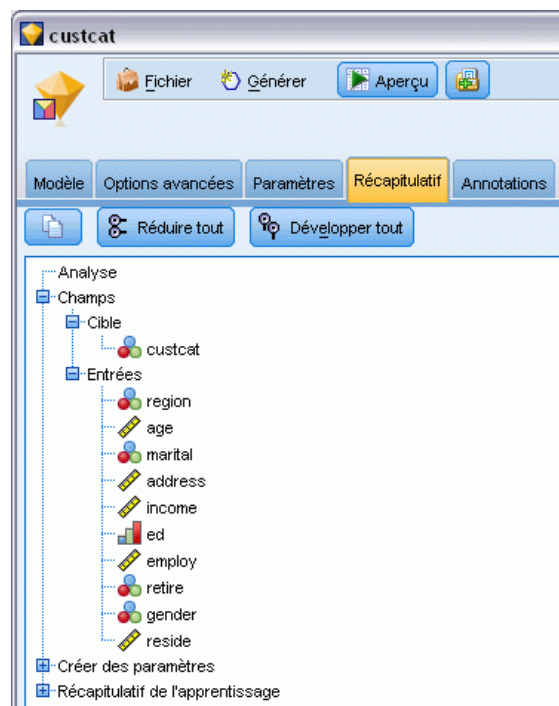 custcat
Fichier Générer Aperçu
Modèle Options avancées Paramètres Récapitulatif Annotations
Réduire tout Développer tout
Analyse
Champs
Cible
custcat
Entrées
region
age
marital
address
income
ed
employ
retire
gender
reside
Créer des paramètres
Récapitulatif de l'apprentissage